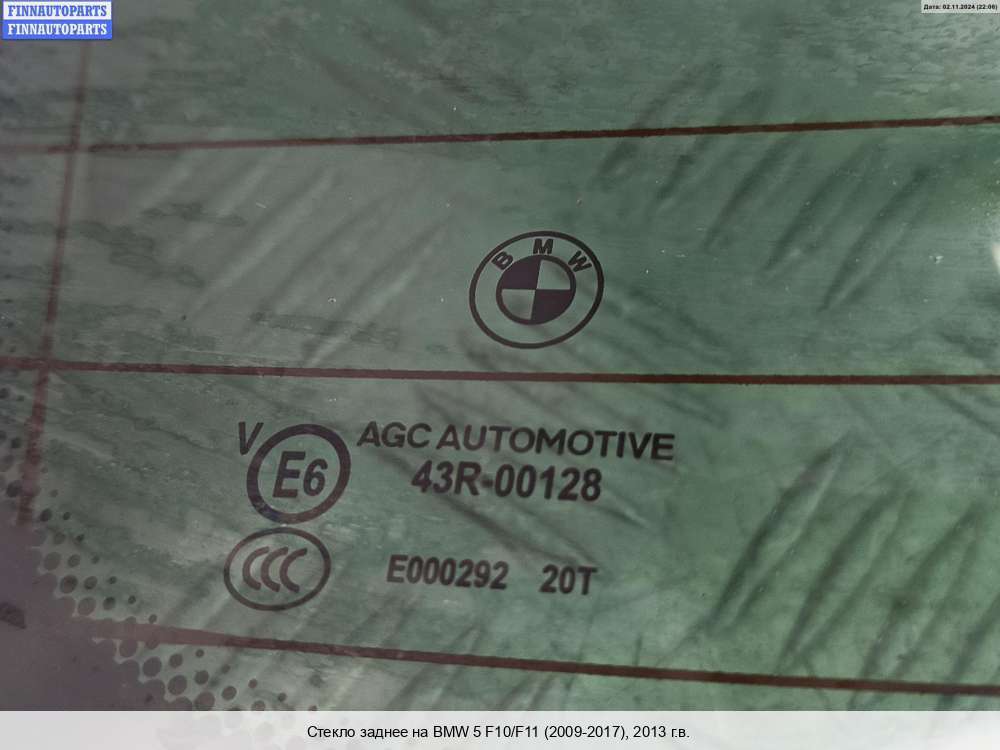 FINNAUTOPARTS
FINNAUTOPARTS
Дата: 02.11.2024 (22:06)
BMW
V
E6
AGC AUTOMOTIVE
43R-00128
CCC
E000292 20T
Стекло заднее на BMW 5 F10/F11 (2009-2017), 2013 г.в.